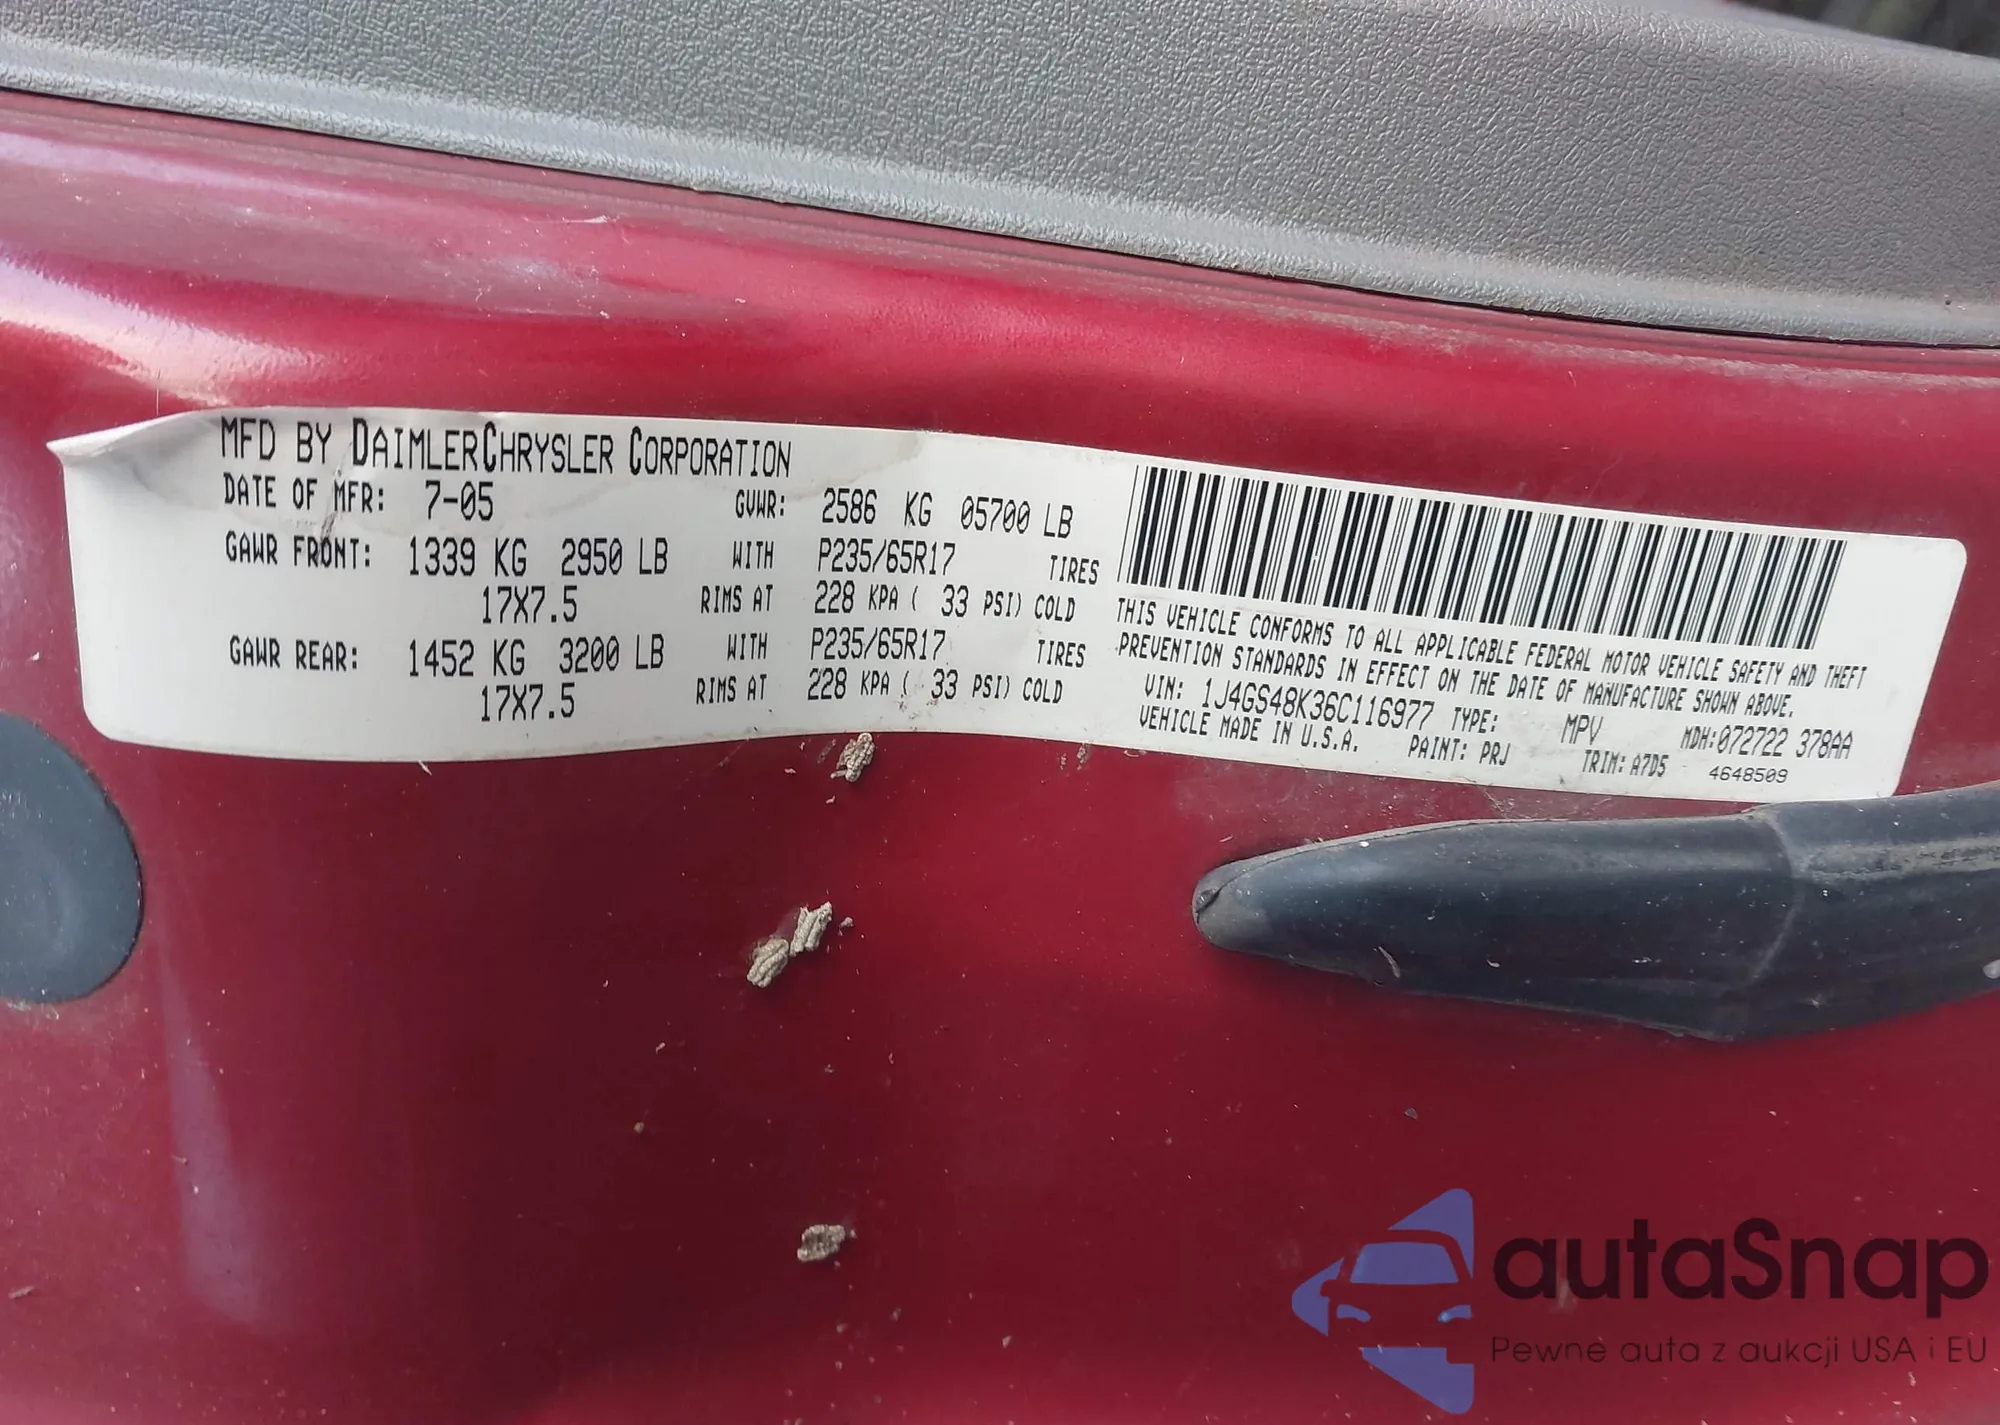 MFD BY DAIMLERCHRYSLER CORPORATION
DATE OF MFR: 7-05 GVWR: 2586 KG 05700 LB
GAWR FRONT: 1339 KG 2950 LB WITH P235/65R17 TIRES
17X7.5 RIMS AT 228 KPA ( 33 PSI) COLD
GAWR REAR: 1452 KG 3200 LB WITH P235/65R17 TIRES
17X7.5 RIMS AT 228 KPA ( 33 PSI) COLD
THIS VEHICLE CONFORMS TO ALL APPLICABLE FEDERAL MOTOR VEHICLE SAFETY AND THEFT
PREVENTION STANDARDS IN EFFECT ON THE DATE OF MANUFACTURE SHOWN ABOVE.
VIN: 1J4GS48K36C116977 TYPE: MPV MDH:072722 378AA
VEHICLE MADE IN U.S.A. PAINT: PRJ TRIM: A7D5 4648509
autaSnap
Pewne auta z aukcji USA i EU